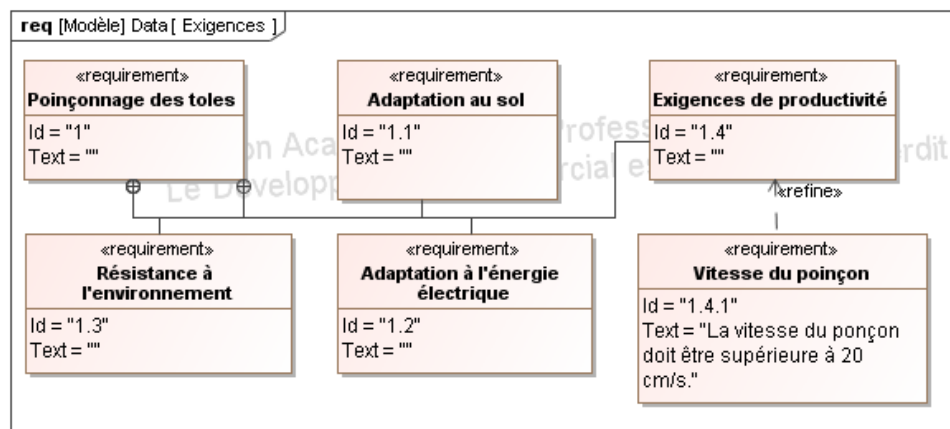 req [Modèle] Data [ Exigences ]
«requirement»
Poinçonnage des toles
Id = "1"
Text = ""
«requirement»
Adaptation au sol
Id = "1.1"
Text = ""
«requirement»
Exigences de productivité
Id = "1.4"
Text = ""
«refine»
«requirement»
Résistance à
l'environnement
Id = "1.3"
Text = ""
«requirement»
Adaptation à l'énergie
électrique
Id = "1.2"
Text = ""
«requirement»
Vitesse du poinçon
Id = "1.4.1"
Text = "La vitesse du ponçon
doit être supérieure à 20
cm/s."